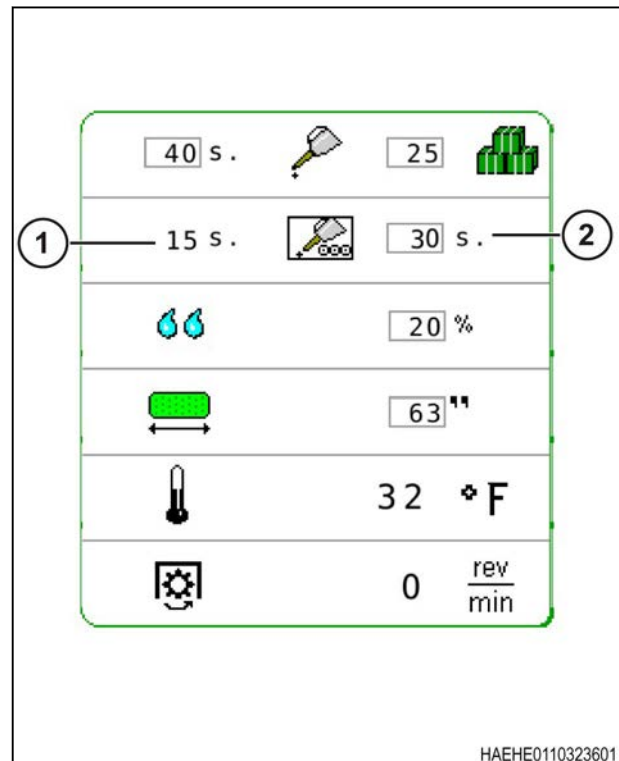 40 s. 25
1 15 s. 30 s. 2
20 %
63 "
32 °F
0 rev
min
HAEHE0110323601